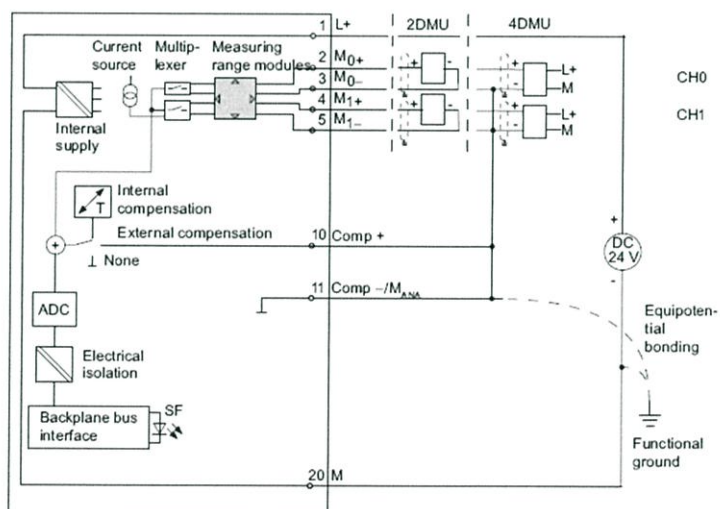 1 L+
2DMU
4DMU
Current
source
Multip-
lexer
Measuring
range modules
2 M0+
3 M0–
4 M1+
5 M1–
+
-
+
-
+
-
+
-
L+
M
L+
M
CH0
CH1
Internal
supply
T
Internal
compensation
+
External compensation
10 Comp +
⊥ None
11 Comp –/MANA
+
DC
24 V
-
ADC
Equipoten-
tial
bonding
Electrical
isolation
Backplane bus
interface
SF
Functional
ground
20 M